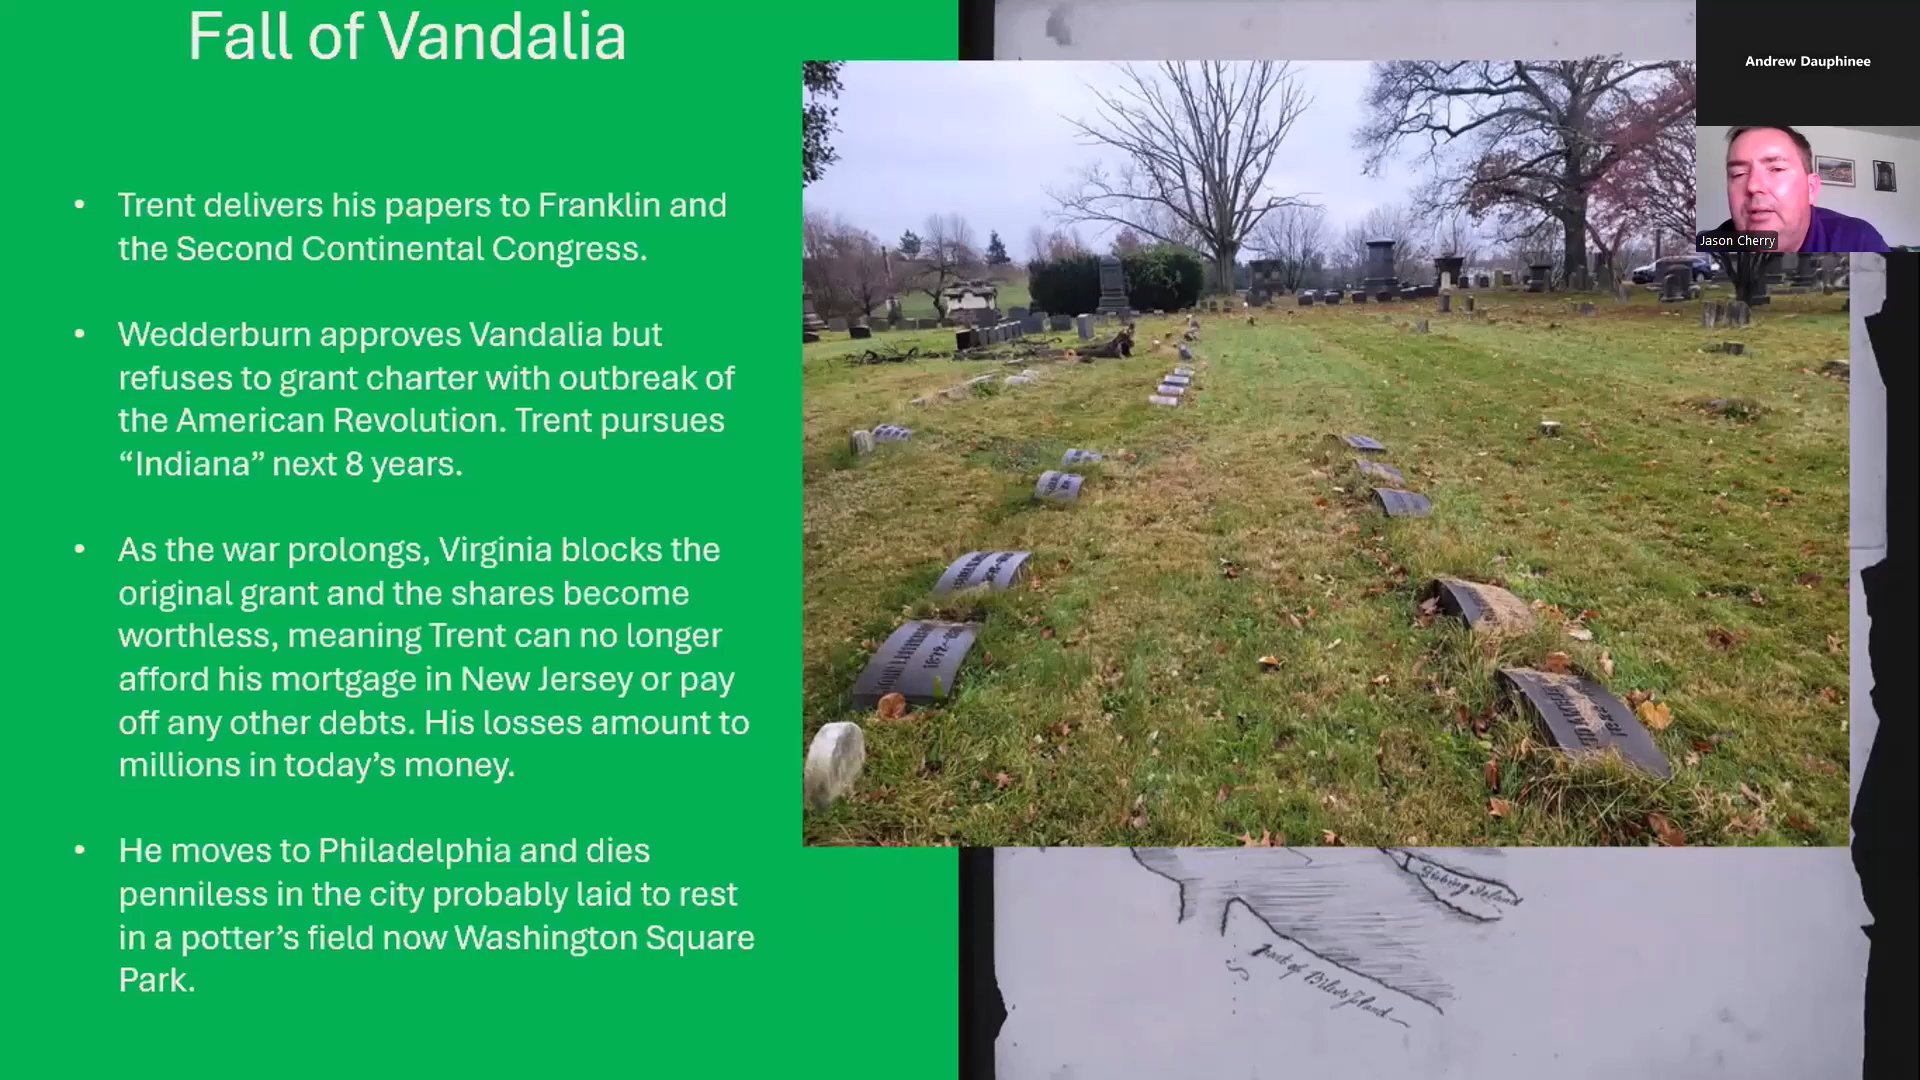 Fall of Vandalia
• Trent delivers his papers to Franklin and
the Second Continental Congress.
• Wedderburn approves Vandalia but
refuses to grant charter with outbreak of
the American Revolution. Trent pursues
“Indiana” next 8 years.
• As the war prolongs, Virginia blocks the
original grant and the shares become
worthless, meaning Trent can no longer
afford his mortgage in New Jersey or pay
off any other debts. His losses amount to
millions in today’s money.
• He moves to Philadelphia and dies
penniless in the city probably laid to rest
in a potter’s field now Washington Square
Park.
Andrew Dauphinee
Jason Cherry
Island
part of
Island